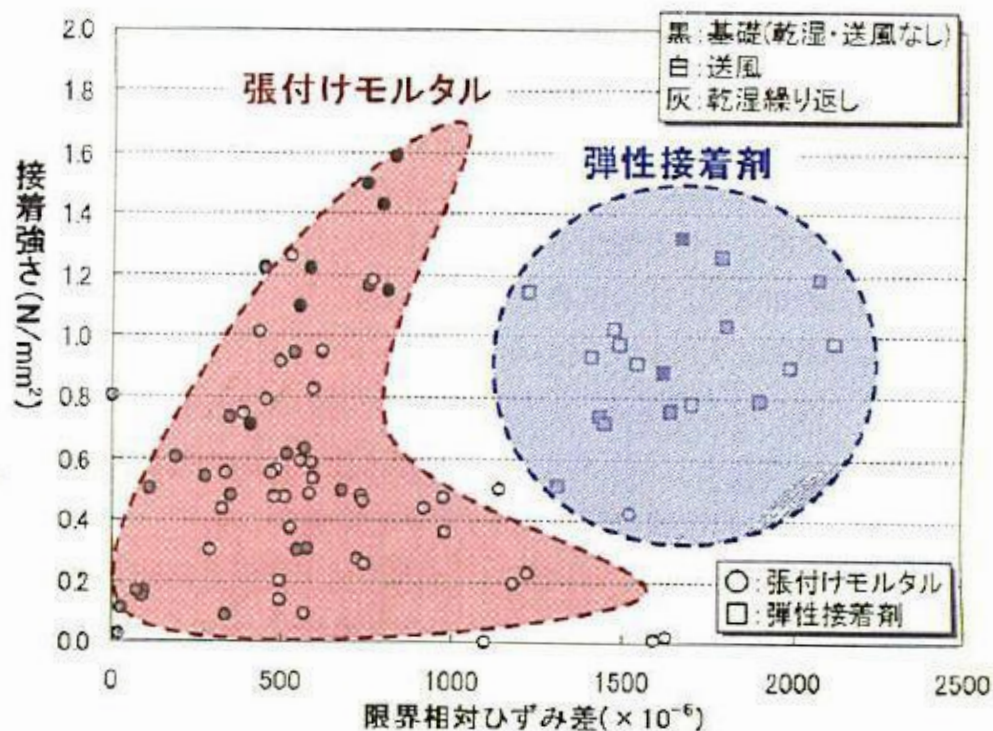 黒:基礎(乾湿・送風なし)
白:送風
灰:乾湿繰り返し
張付けモルタル
弾性接着剤
接着強さ(N/mm²)
2.0
1.8
1.6
1.4
1.2
1.0
0.8
0.6
0.4
0.2
0.0
○:張付けモルタル
□:弾性接着剤
0 500 1000 1500 2000 2500
限界相対ひずみ差(×10⁻⁶)